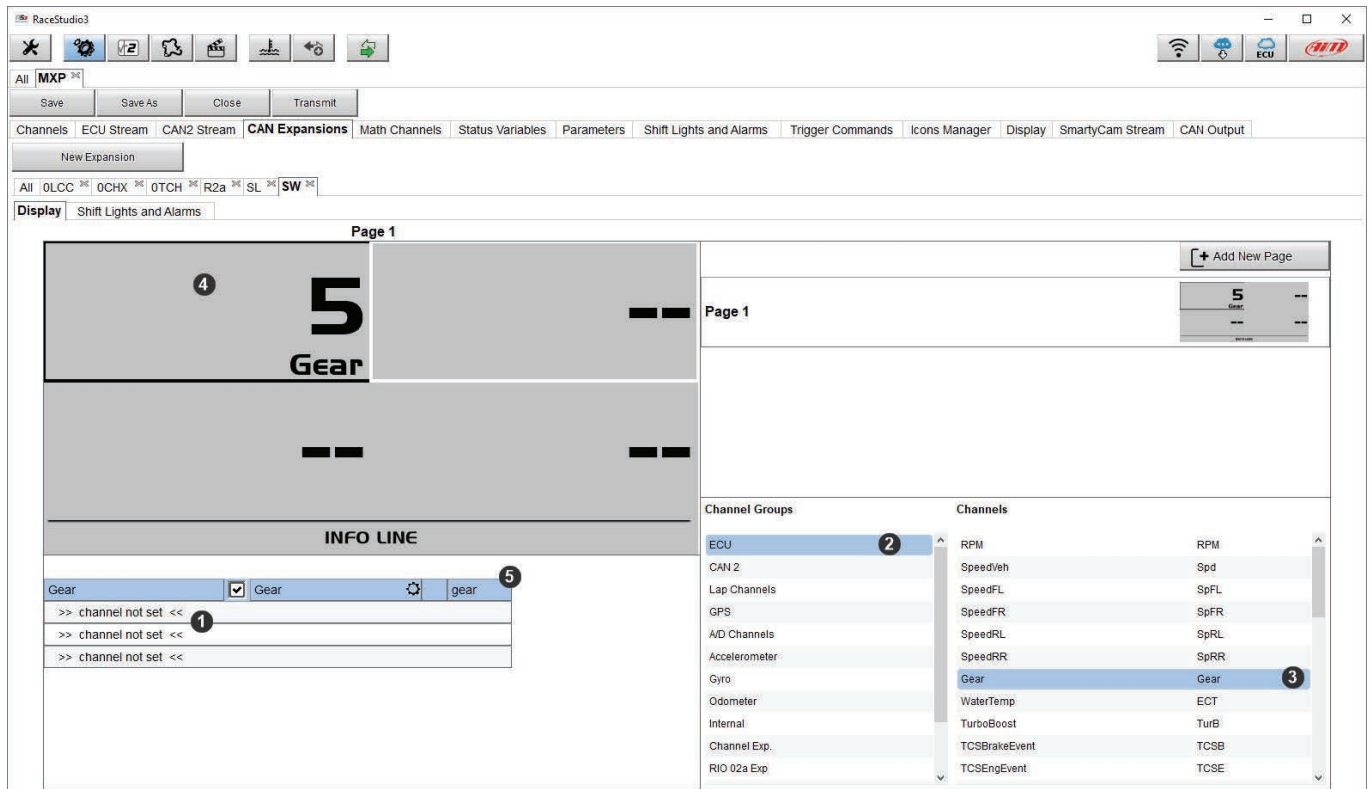 RaceStudio3
ECU
All MXP
Save Save As Close Transmit
Channels ECU Stream CAN2 Stream CAN Expansions Math Channels Status Variables Parameters Shift Lights and Alarms Trigger Commands Icons Manager Display SmartyCam Stream CAN Output
New Expansion
All 0LCC 0CHX 0TCH R2a SL SW
Display Shift Lights and Alarms
Page 1
4
5
Gear
--
--
--
INFO LINE
Gear Gear gear 5
>> channel not set <<
1
>> channel not set <<
>> channel not set <<
+ Add New Page
Page 1
5 --
Gear
-- --
INFO LINE
Channel Groups
ECU 2
CAN 2
Lap Channels
GPS
A/D Channels
Accelerometer
Gyro
Odometer
Internal
Channel Exp.
RIO 02a Exp
Channels
RPM RPM
SpeedVeh Spd
SpeedFL SpFL
SpeedFR SpFR
SpeedRL SpRL
SpeedRR SpRR
Gear Gear 3
WaterTemp ECT
TurboBoost TurB
TCSBrakeEvent TCSB
TCSEngEvent TCSE